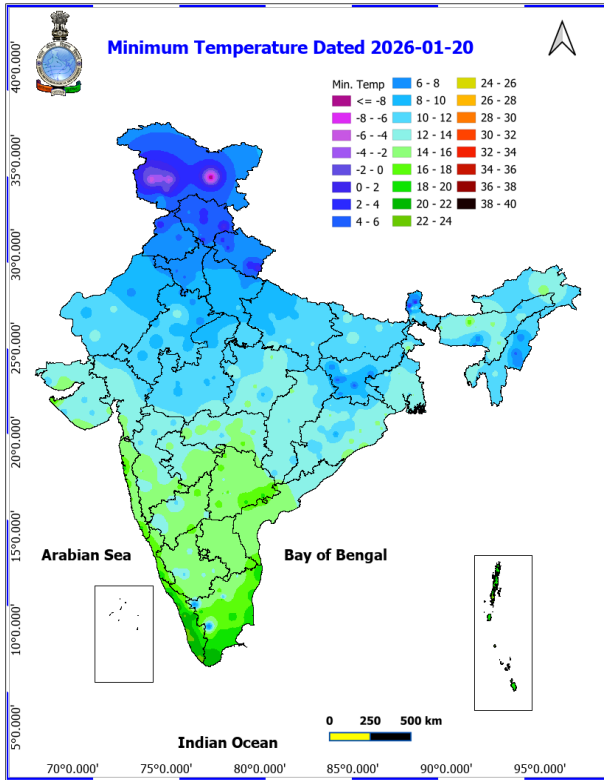 Minimum Temperature Dated 2026-01-20
Min. Temp
<= -8
-8 - -6
-6 - -4
-4 - -2
-2 - 0
0 - 2
2 - 4
4 - 6
6 - 8
8 - 10
10 - 12
12 - 14
14 - 16
16 - 18
18 - 20
20 - 22
22 - 24
24 - 26
26 - 28
28 - 30
30 - 32
32 - 34
34 - 36
36 - 38
38 - 40
40°0.000'
35°0.000'
30°0.000'
25°0.000'
20°0.000'
15°0.000'
10°0.000'
5°0.000'
Arabian Sea
Bay of Bengal
0 250 500 km
Indian Ocean
70°0.000' 75°0.000' 80°0.000' 85°0.000' 90°0.000' 95°0.000'